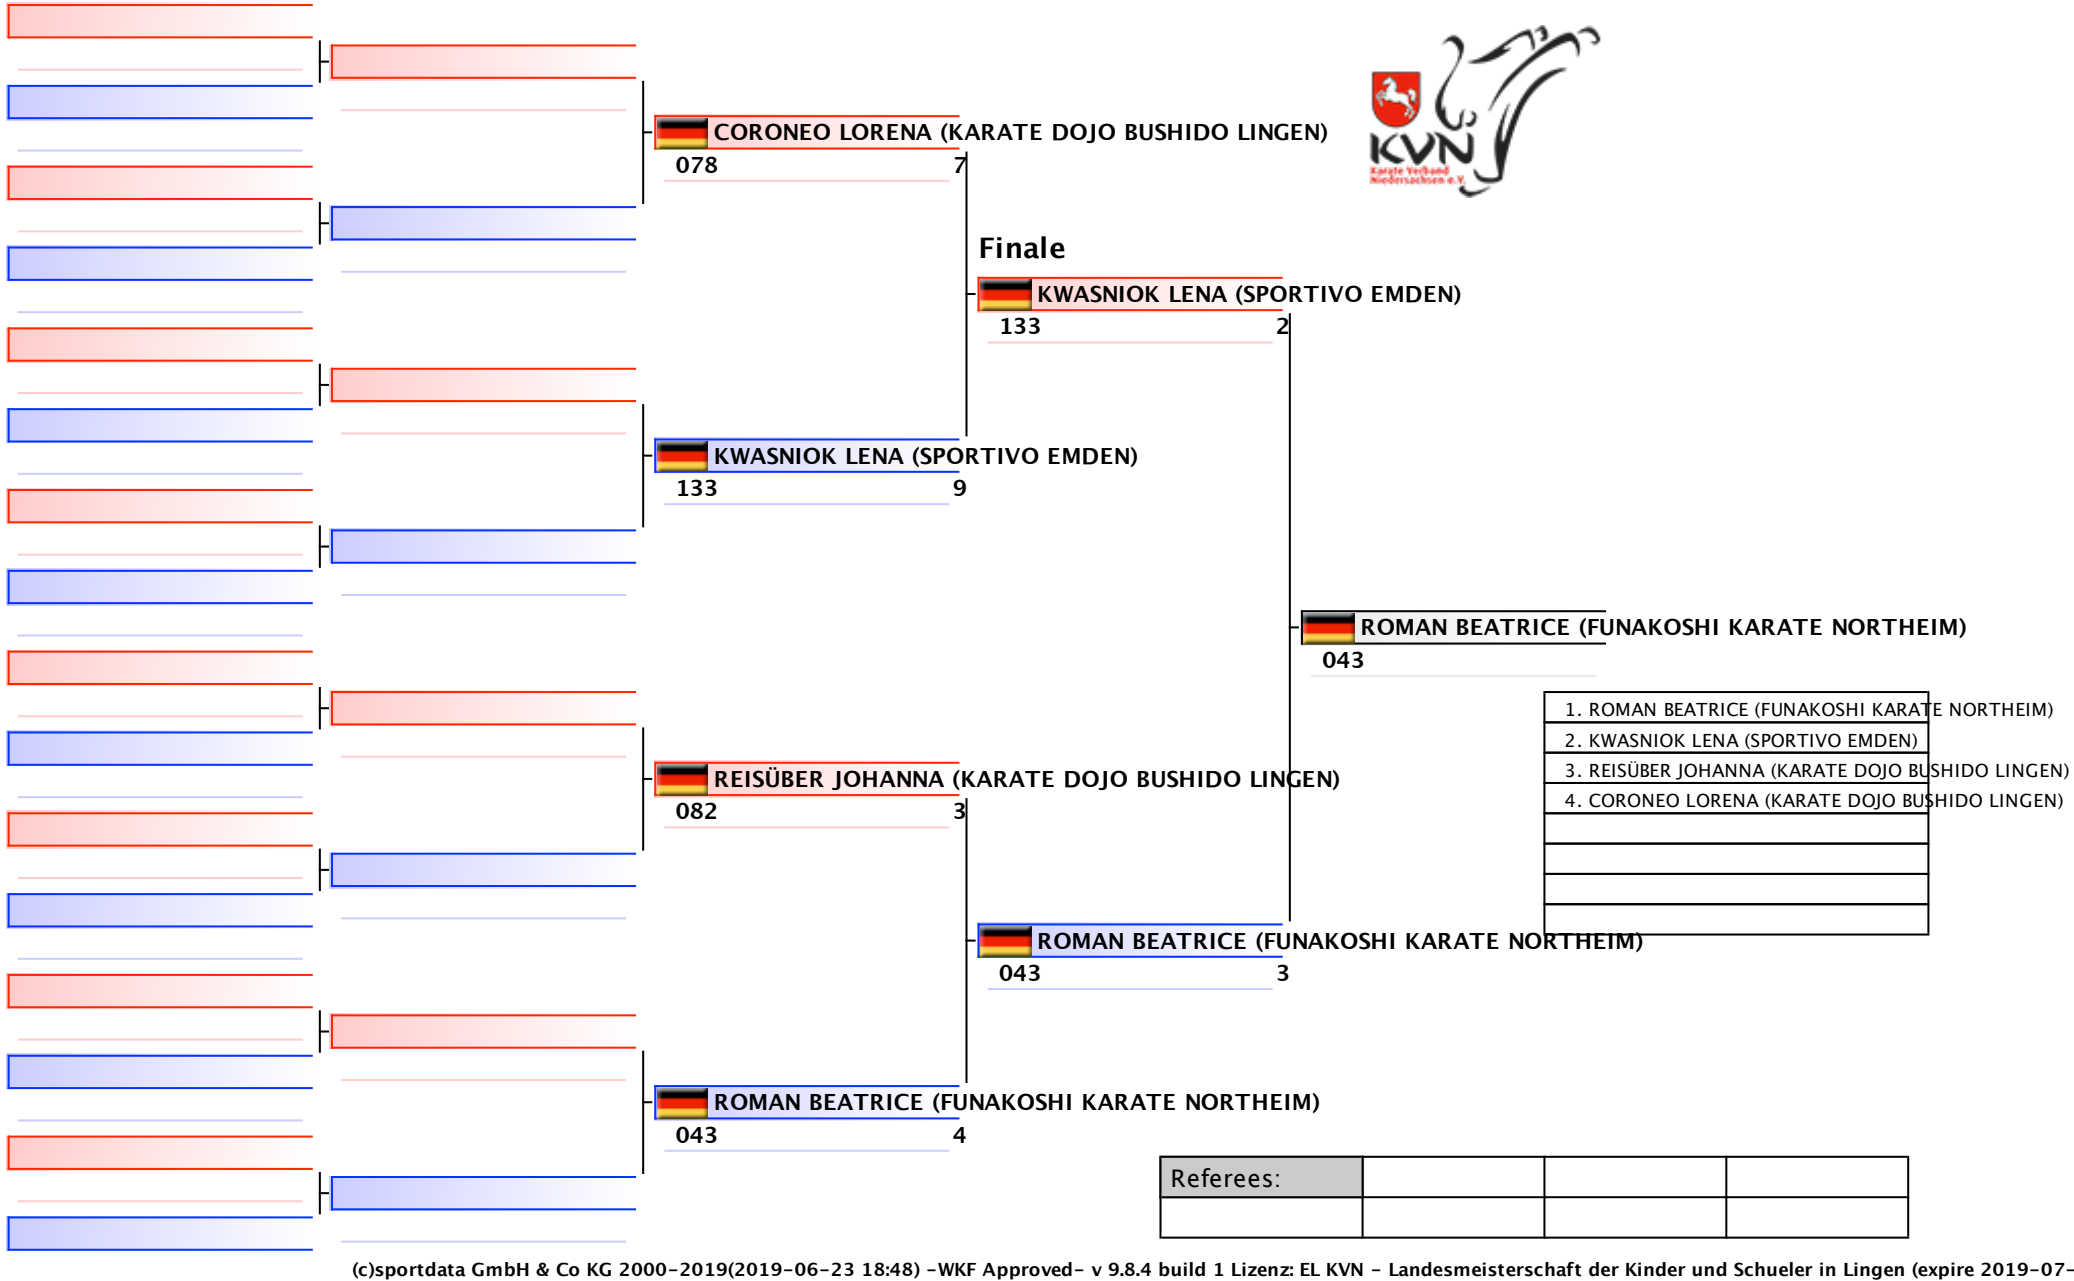 CORONEO LORENA (KARATE DOJO BUSHIDO LINGEN)
078 7
KVN
Karate Verband
Niedersachsen e.V.
Finale
KWASNIOK LENA (SPORTIVO EMDEN)
133 2
KWASNIOK LENA (SPORTIVO EMDEN)
133 9
ROMAN BEATRICE (FUNAKOSHI KARATE NORTHEIM)
043
1. ROMAN BEATRICE (FUNAKOSHI KARATE NORTHEIM)
2. KWASNIOK LENA (SPORTIVO EMDEN)
3. REISÜBER JOHANNA (KARATE DOJO BUSHIDO LINGEN)
4. CORONEO LORENA (KARATE DOJO BUSHIDO LINGEN)
REISÜBER JOHANNA (KARATE DOJO BUSHIDO LINGEN)
082 3
ROMAN BEATRICE (FUNAKOSHI KARATE NORTHEIM)
043 3
ROMAN BEATRICE (FUNAKOSHI KARATE NORTHEIM)
043 4
Referees:
(c)sportdata GmbH & Co KG 2000-2019(2019-06-23 18:48) -WKF Approved- v 9.8.4 build 1 Lizenz: EL KVN - Landesmeisterschaft der Kinder und Schueler in Lingen (expire 2019-07-